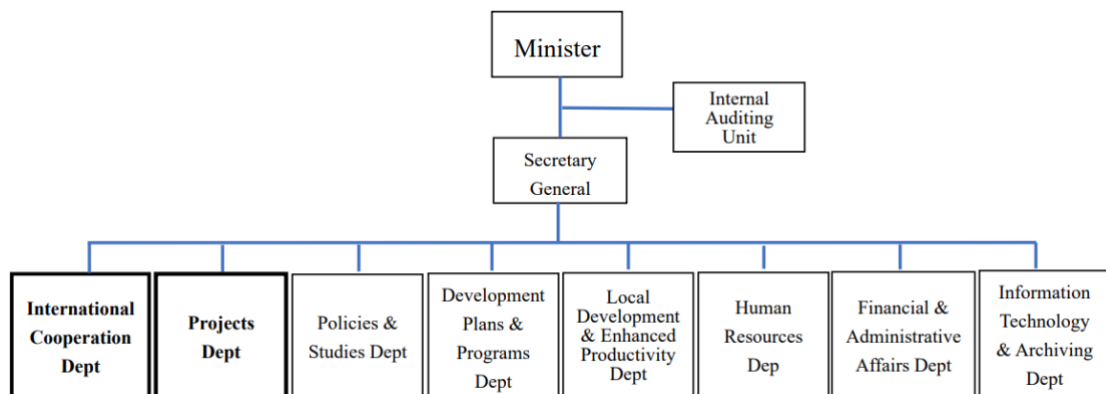 Minister
Internal
Auditing
Unit
Secretary
General
International
Cooperation
Dept
Projects
Dept
Policies &
Studies Dept
Development
Plans &
Programs
Dept
Local
Development
& Enhanced
Productivity
Dept
Human
Resources
Dep
Financial &
Administrative
Affairs Dept
Information
Technology
& Archiving
Dept